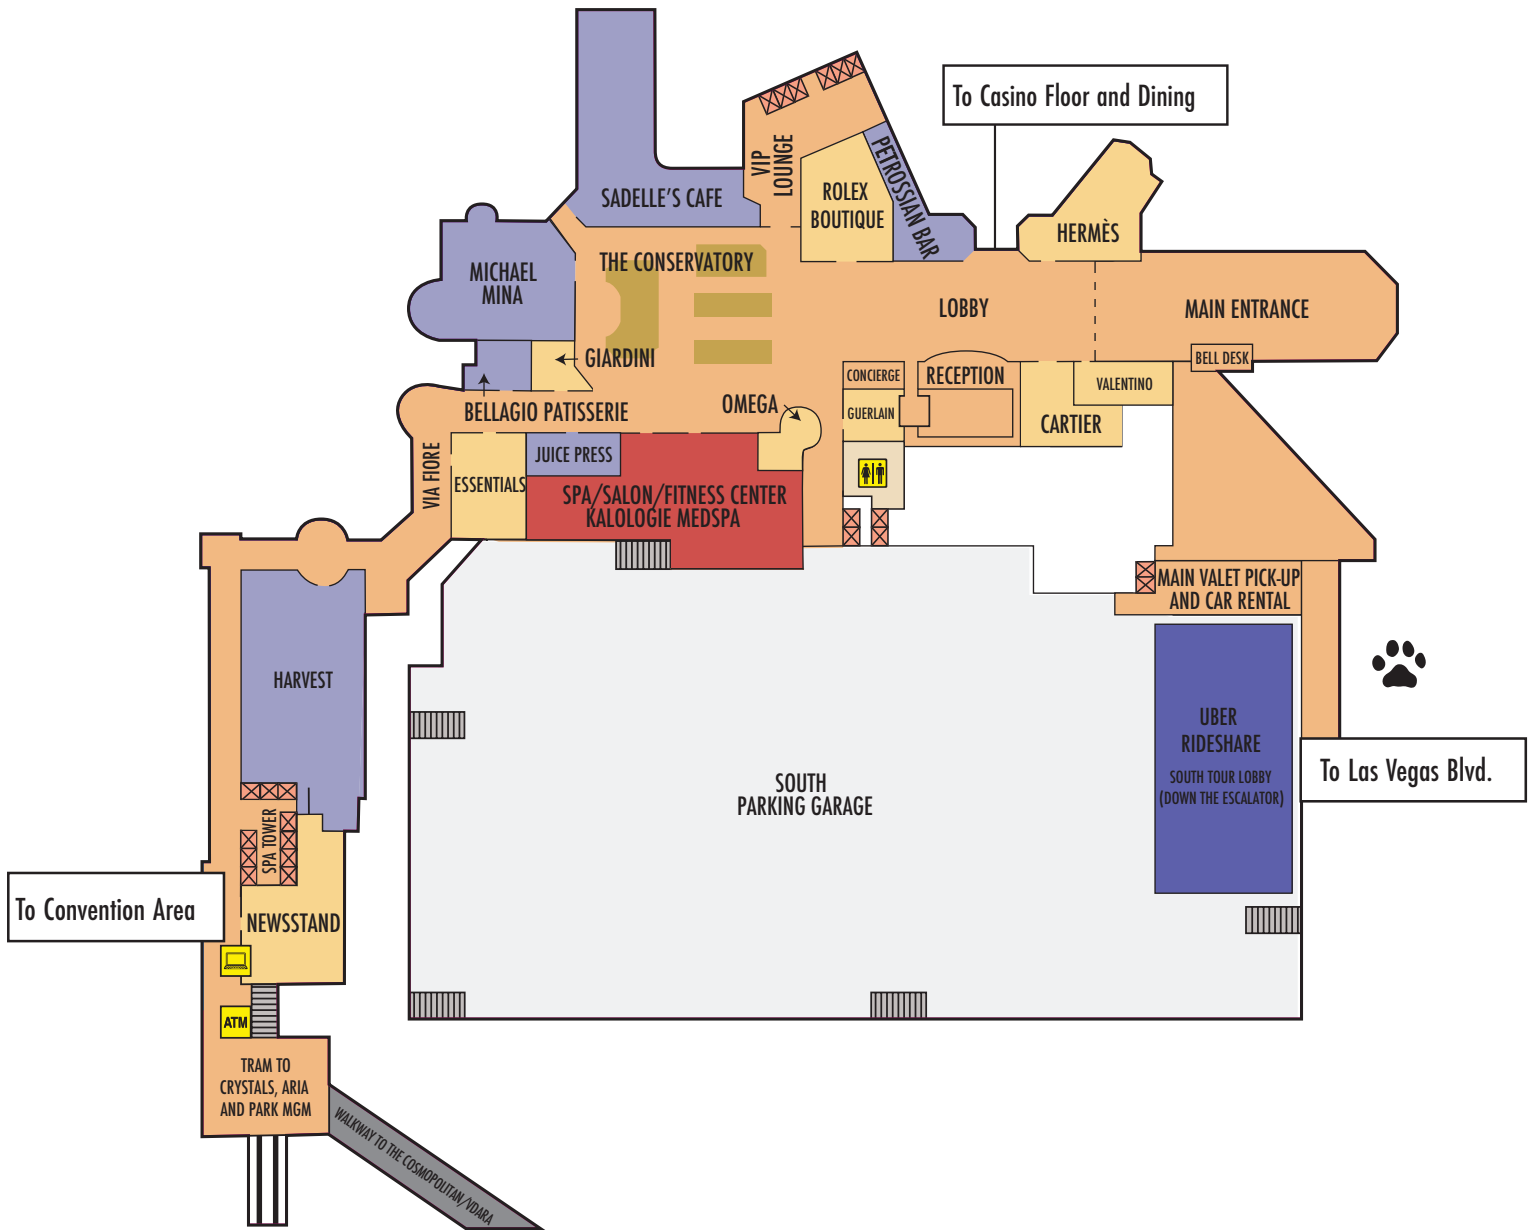 To Casino Floor and Dining
VIP
LOUNGE
PETROSSIAN BAR
SADELLE'S CAFE
ROLEX
BOUTIQUE
HERMÈS
THE CONSERVATORY
MICHAEL
MINA
LOBBY
MAIN ENTRANCE
GIARDINI
BELL DESK
CONCIERGE
RECEPTION
VALENTINO
BELLAGIO PATISSERIE
OMEGA
GUERLAIN
CARTIER
VIA FIORE
JUICE PRESS
ESSENTIALS
SPA/SALON/FITNESS CENTER
KALOLOGIE MEDSPA
MAIN VALET PICK-UP
AND CAR RENTAL
HARVEST
UBER
RIDESHARE
SOUTH TOUR LOBBY
(DOWN THE ESCALATOR)
To Las Vegas Blvd.
SOUTH
PARKING GARAGE
SPA TOWER
To Convention Area
NEWSSTAND
ATM
TRAM TO
CRYSTALS, ARIA
AND PARK MGM
WALKWAY TO THE COSMOPOLITAN/VDARA